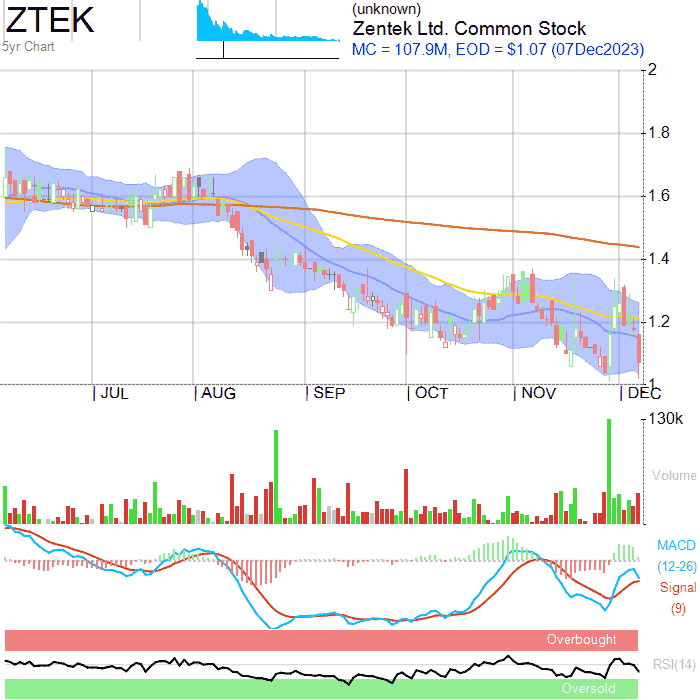 ZTEK
5yr Chart
(unknown)
Zentek Ltd. Common Stock
MC = 107.9M, EOD = $1.07 (07Dec2023)
2
1.8
1.6
1.4
1.2
1
JUL AUG SEP OCT NOV DEC
130k
Volume
MACD
(12-26)
Signal
(9)
Overbought
RSI(14)
Oversold